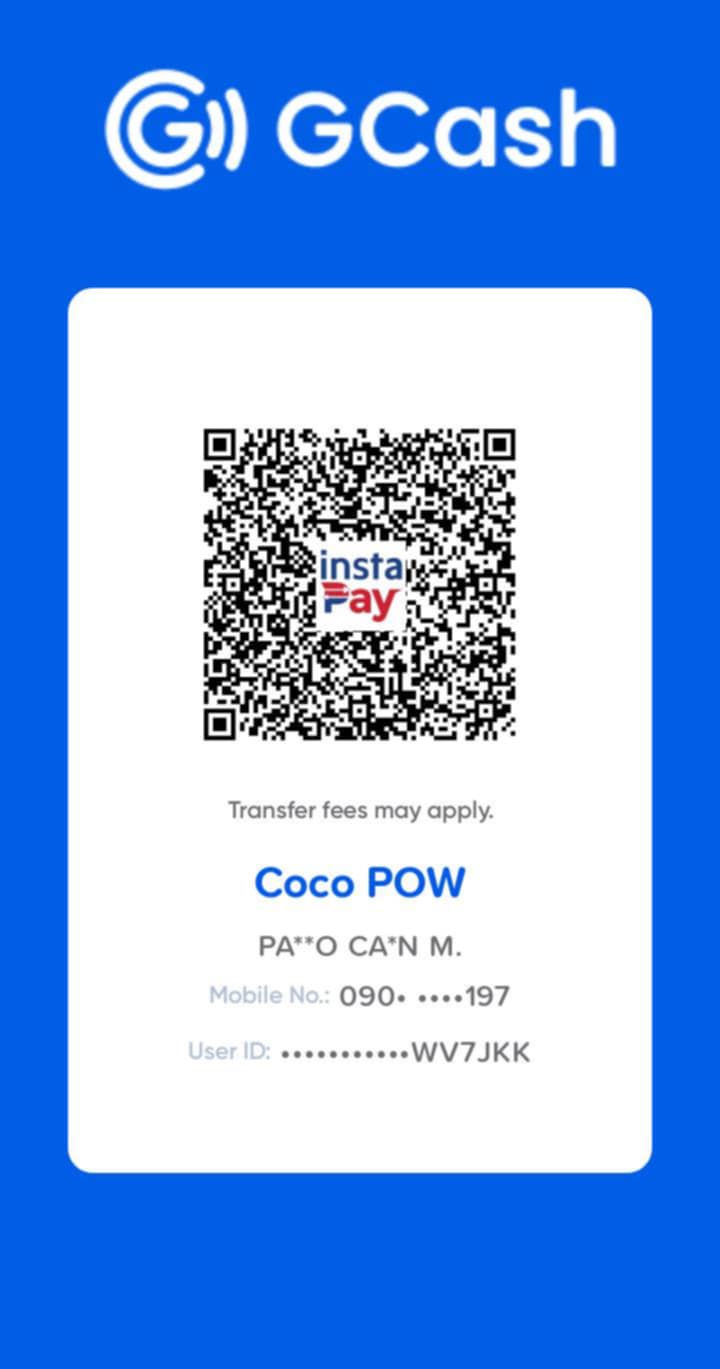 GCash
insta
Pay
Transfer fees may apply.
Coco POW
PA**O CA*N M.
Mobile No.: 090• ••••197
User ID: •••••••••••WV7JKK